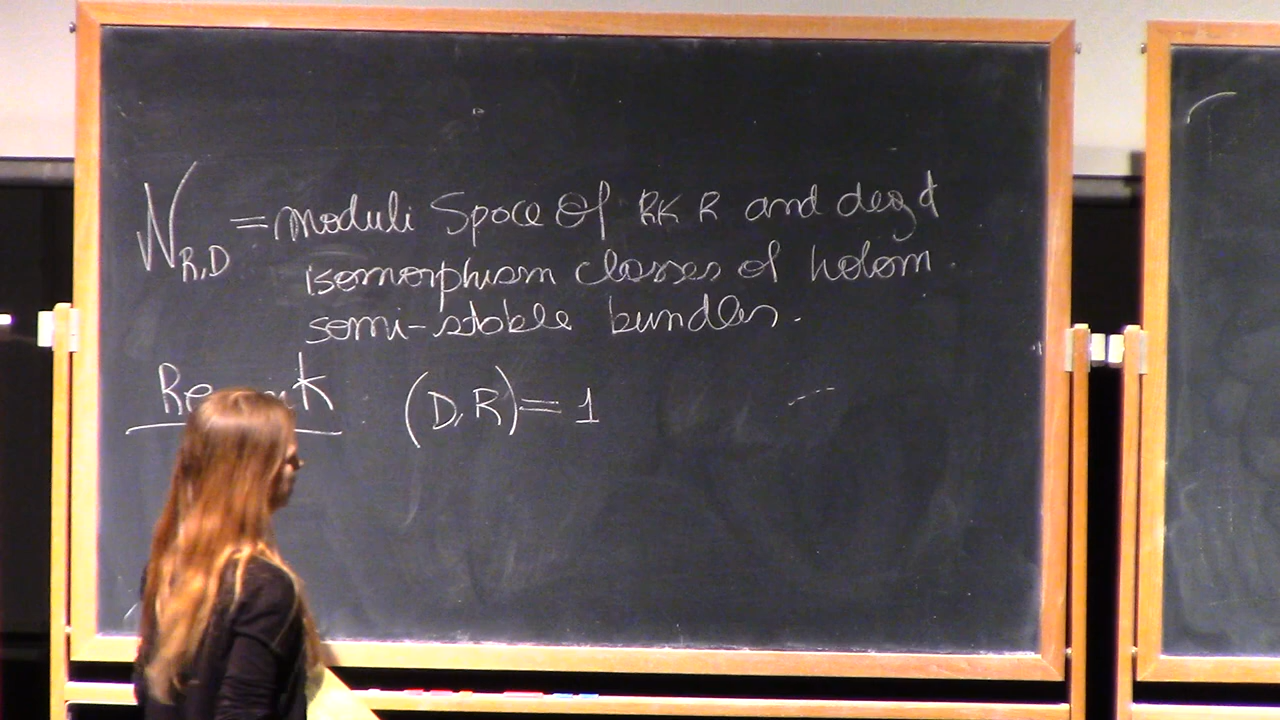 N_{R,D} = moduli Space Of RK R and deg d
isomorphism classes of holom.
semi-stable bundles.
Remark (D,R)=1